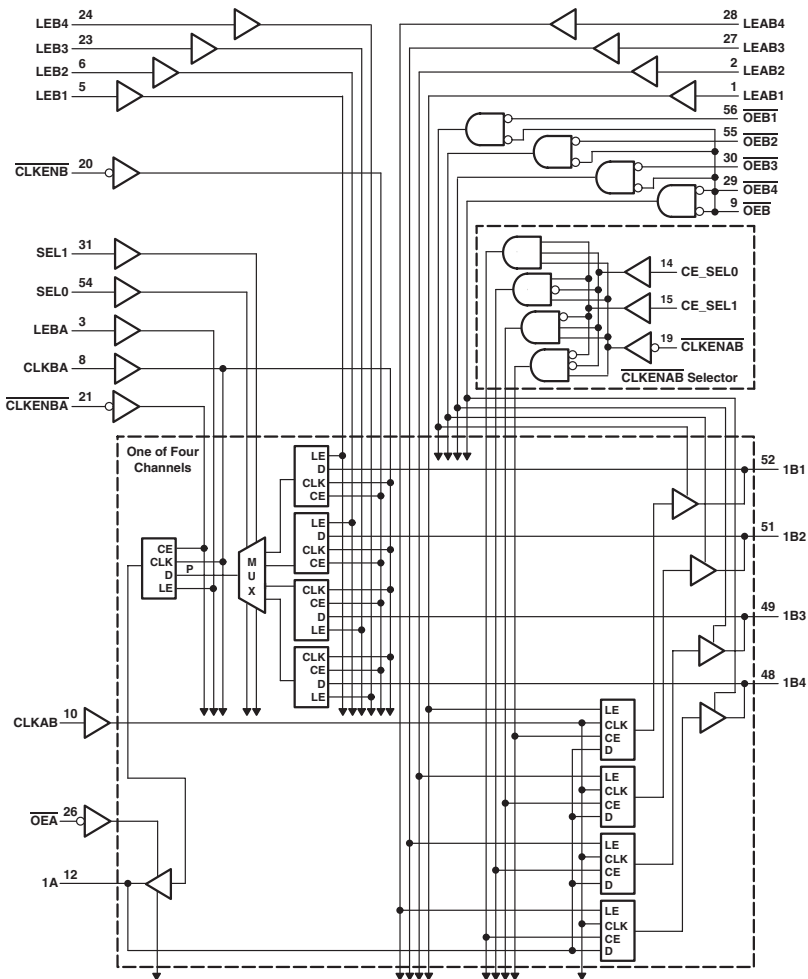 LEB4 24
LEB3 23
LEB2 6
LEB1 5
28 LEAB4
27 LEAB3
2 LEAB2
1 LEAB1
56 OEB1
55 OEB2
30 OEB3
29 OEB4
9 OEB
CLKENB 20
SEL1 31
SEL0 54
LEBA 3
CLKBA 8
CLKENBA 21
14 CE_SEL0
15 CE_SEL1
19 CLKENAB
CLKENAB Selector
One of Four
Channels
LE
D
CLK
CE
LE
D
CLK
CE
CLK
CE
D
LE
CLK
CE
D
LE
CE
CLK
D
LE
P
M
U
X
52 1B1
51 1B2
49 1B3
48 1B4
CLKAB 10
OEA 26
1A 12
LE
CLK
CE
D
LE
CLK
CE
D
LE
CLK
CE
D
LE
CLK
CE
D